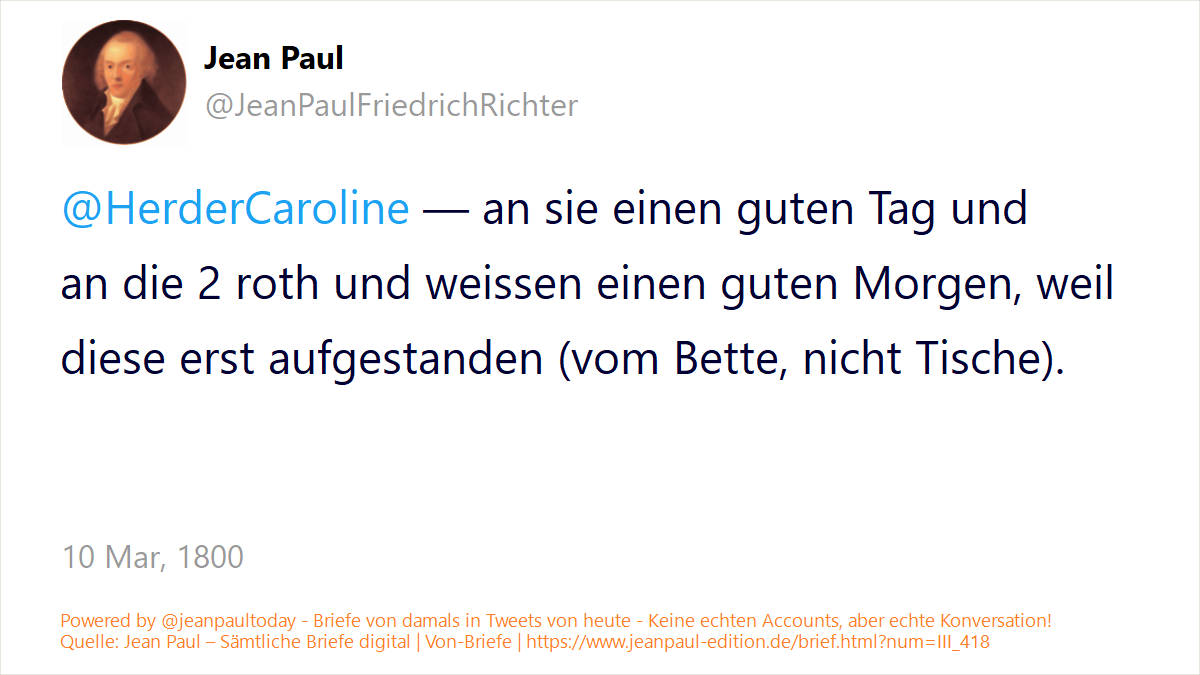 Jean Paul
@JeanPaulFriedrichRichter
@HerderCaroline — an sie einen guten Tag und
an die 2 roth und weissen einen guten Morgen, weil
diese erst aufgestanden (vom Bette, nicht Tische).
10 Mar, 1800
Powered by @jeanpaultoday - Briefe von damals in Tweets von heute - Keine echten Accounts, aber echte Konversation!
Quelle: Jean Paul – Sämtliche Briefe digital | Von-Briefe | https://www.jeanpaul-edition.de/brief.html?num=III_418